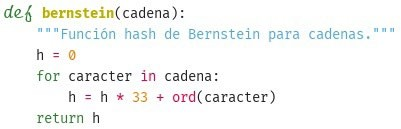 def bernstein(cadena):
    """Función hash de Bernstein para cadenas."""
    h = 0
    for caracter in cadena:
        h = h * 33 + ord(caracter)
    return h